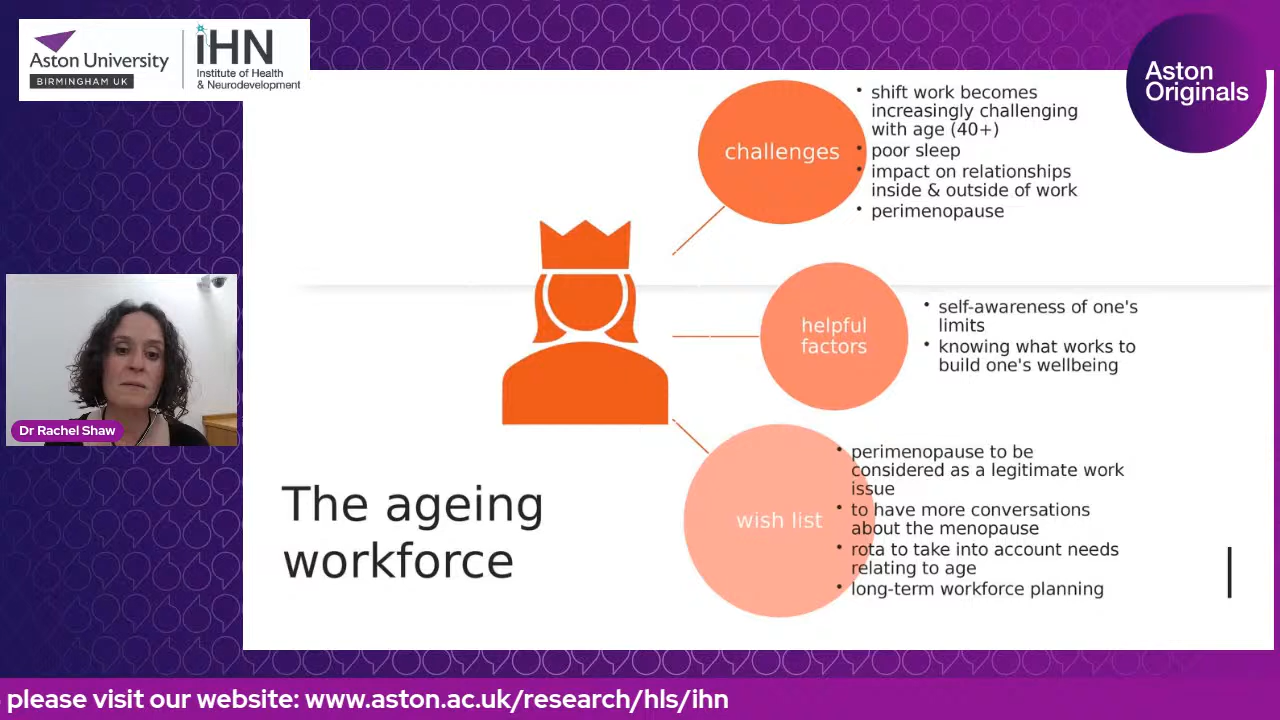 Aston University
BIRMINGHAM UK
iHN
Institute of Health
& Neurodevelopment
Aston
Originals
challenges
• shift work becomes
increasingly challenging
with age (40+)
• poor sleep
• impact on relationships
inside & outside of work
• perimenopause
helpful
factors
• self-awareness of one's
limits
• knowing what works to
build one's wellbeing
wish list
• perimenopause to be
considered as a legitimate work
issue
• to have more conversations
about the menopause
• rota to take into account needs
relating to age
• long-term workforce planning
The ageing
workforce
Dr Rachel Shaw
please visit our website: www.aston.ac.uk/research/hls/ihn